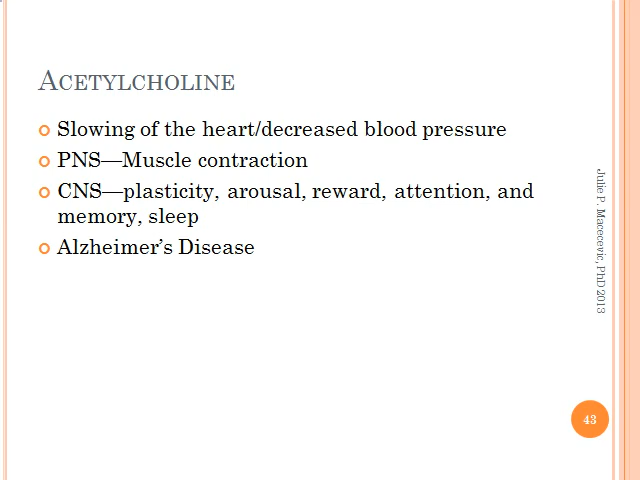 ACETYLCHOLINE
Slowing of the heart/decreased blood pressure
PNS—Muscle contraction
CNS—plasticity, arousal, reward, attention, and
memory, sleep
Alzheimer’s Disease
Julie P. Macecevic, PhD 2013
43